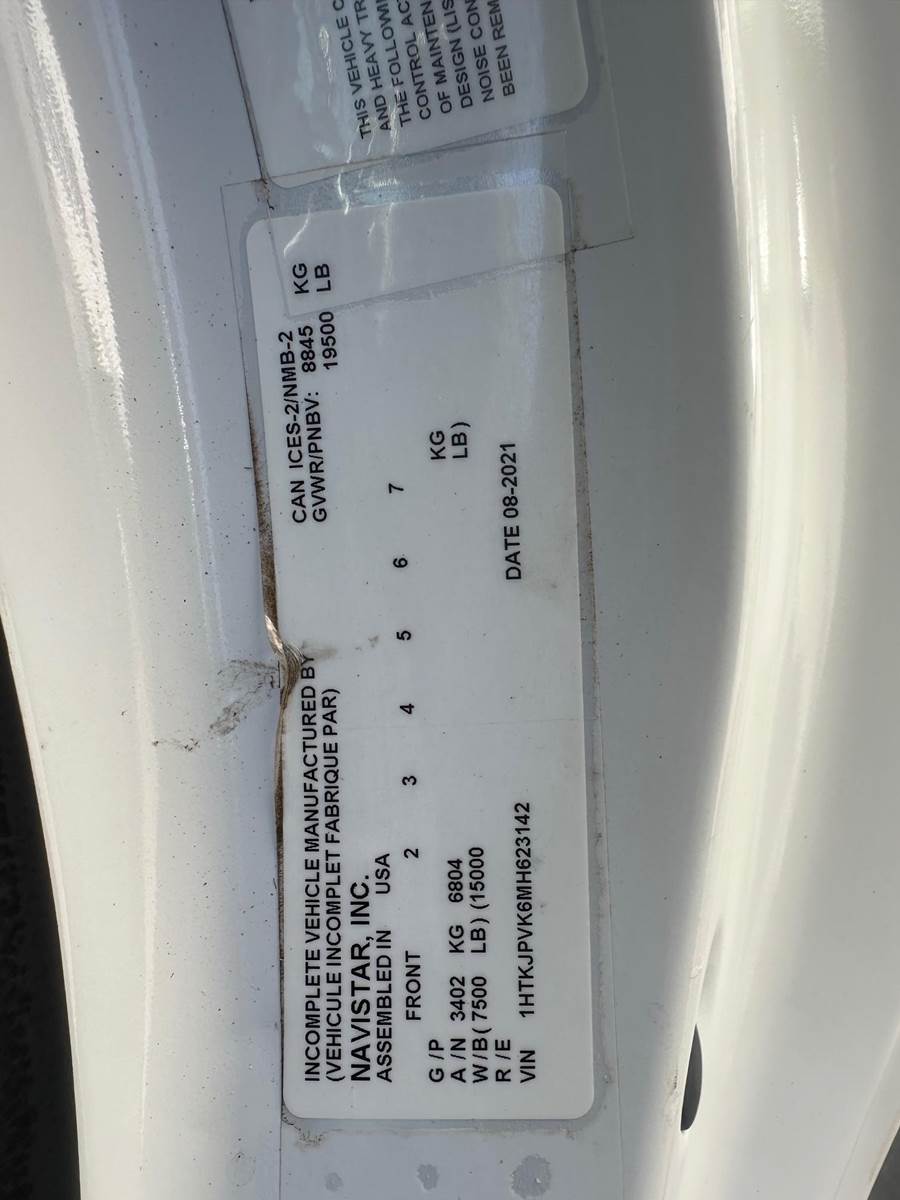 INCOMPLETE VEHICLE MANUFACTURED BY
(VEHICULE INCOMPLET FABRIQUE PAR)
NAVISTAR, INC.
ASSEMBLED IN USA
CAN ICES-2/NMB-2
GVWR/PNBV: 8845 KG
19500 LB
FRONT 2 3 4 5 6 7
G /P
A /N 3402 KG 6804 KG
W/B( 7500 LB) (15000 LB)
R /E
VIN 1HTKJPVK6MH623142 DATE 08-2021
THIS VEHICLE
AND HEAVY
THE FOLLOWI
CONTROL AC
OF MAINTEN
DESIGN (LIS
NOISE CON
BEEN REM